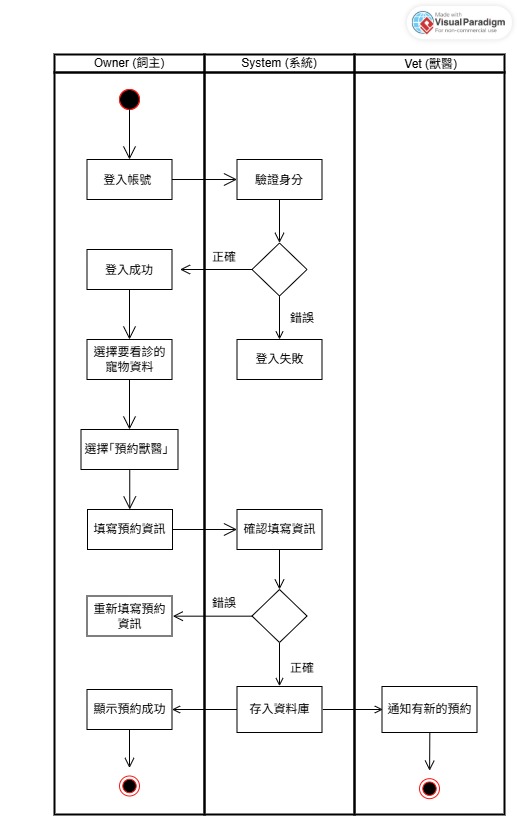 Made with
Visual Paradigm
For non-commercial use
Owner (飼主)
System (系統)
Vet (獸醫)
登入帳號
驗證身分
登入成功
正確
錯誤
選擇要看診的
寵物資料
登入失敗
選擇「預約獸醫」
填寫預約資訊
確認填寫資訊
重新填寫預約
資訊
錯誤
正確
顯示預約成功
存入資料庫
通知有新的預約